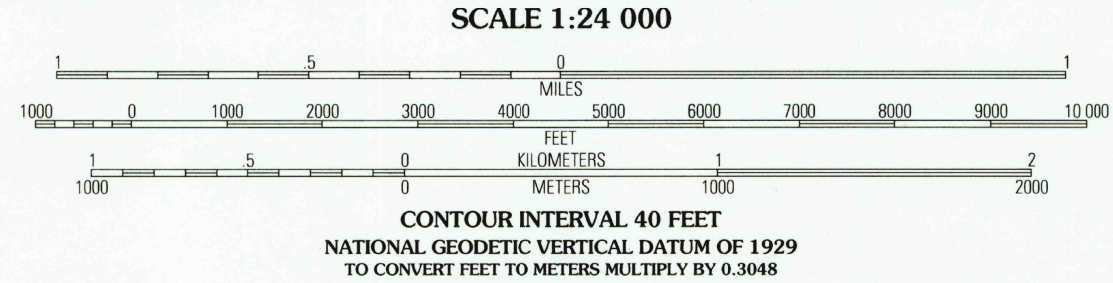 SCALE 1:24 000
1 .5 0 1
MILES
1000 0 1000 2000 3000 4000 5000 6000 7000 8000 9000 10 000
FEET
1 .5 0 KILOMETERS 1 2
1000 0 METERS 1000 2000
CONTOUR INTERVAL 40 FEET
NATIONAL GEODETIC VERTICAL DATUM OF 1929
TO CONVERT FEET TO METERS MULTIPLY BY 0.3048